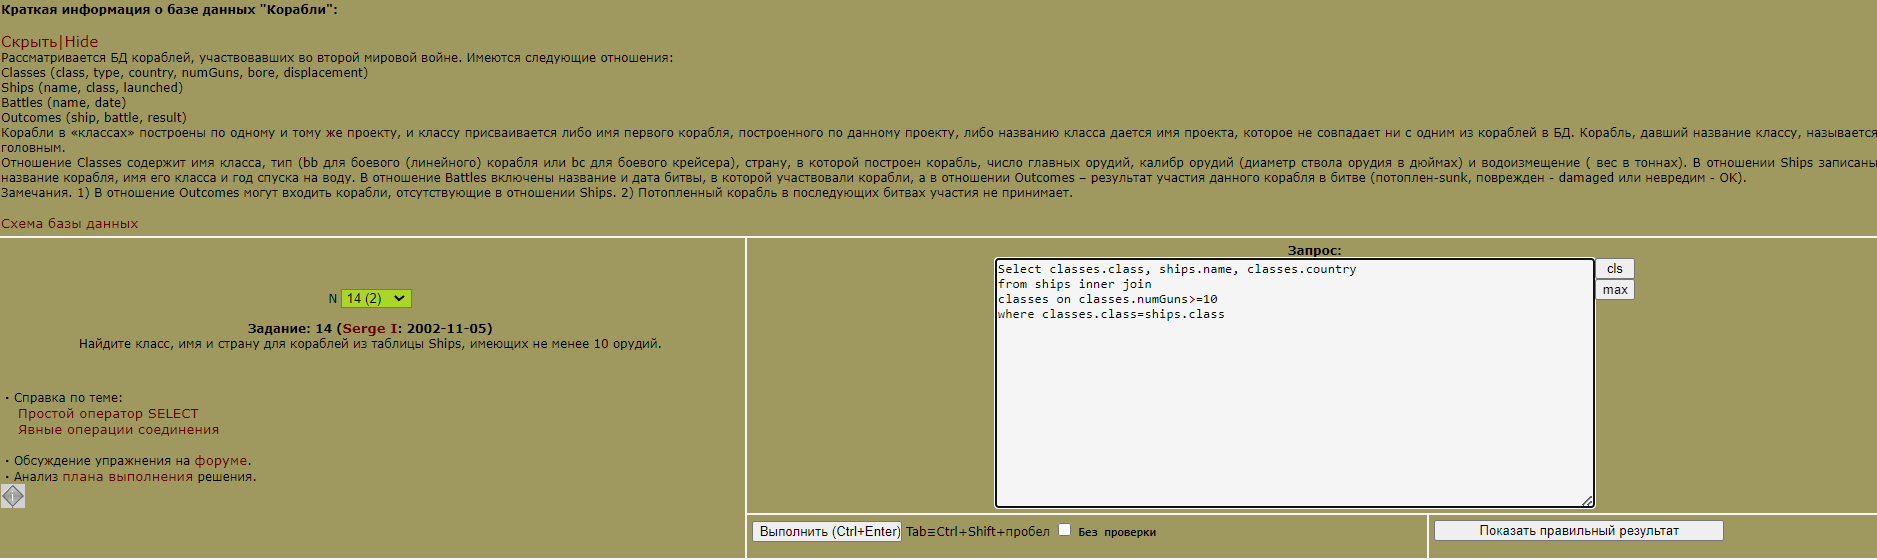 Краткая информация о базе данных "Корабли":
Скрыть|Hide
Рассматривается БД кораблей, участвовавших во второй мировой войне. Имеются следующие отношения:
Classes (class, type, country, numGuns, bore, displacement)
Ships (name, class, launched)
Battles (name, date)
Outcomes (ship, battle, result)
Корабли в «классах» построены по одному и тому же проекту, и классу присваивается либо имя первого корабля, построенного по данному проекту, либо названию класса дается имя проекта, которое не совпадает ни с одним из кораблей в БД. Корабль, давший название классу, называется
головным.
Отношение Classes содержит имя класса, тип (bb для боевого (линейного) корабля или bc для боевого крейсера), страну, в которой построен корабль, число главных орудий, калибр орудий (диаметр ствола орудия в дюймах) и водоизмещение ( вес в тоннах). В отношении Ships записаны
название корабля, имя его класса и год спуска на воду. В отношение Battles включены название и дата битвы, в которой участвовали корабли, а в отношении Outcomes – результат участия данного корабля в битве (потоплен-sunk, поврежден - damaged или невредим - OK).
Замечания. 1) В отношение Outcomes могут входить корабли, отсутствующие в отношении Ships. 2) Потопленный корабль в последующих битвах участия не принимает.
Схема базы данных
N 14 (2)
Задание: 14 (Serge I: 2002-11-05)
Найдите класс, имя и страну для кораблей из таблицы Ships, имеющих не менее 10 орудий.
· Справка по теме:
Простой оператор SELECT
Явные операции соединения
· Обсуждение упражнения на форуме.
· Анализ плана выполнения решения.
Запрос:
Select classes.class, ships.name, classes.country
from ships inner join
classes on classes.numGuns>=10
where classes.class=ships.class
cls
max
Выполнить (Ctrl+Enter) Tab≡Ctrl+Shift+пробел Без проверки
Показать правильный результат